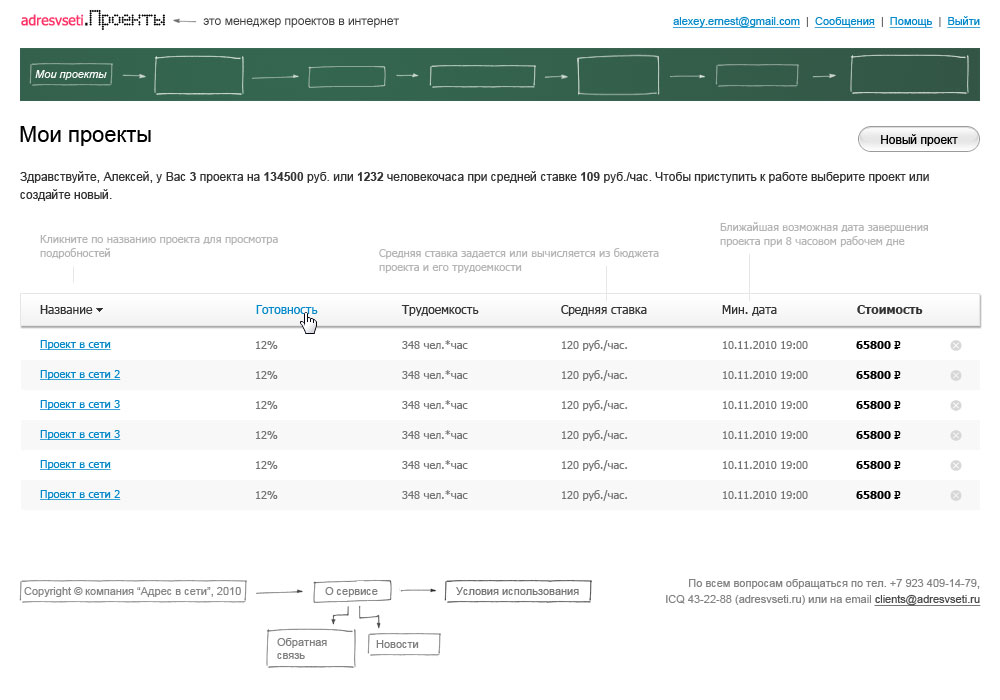 adresvseti.Проекты это менеджер проектов в интернет
alexey.ernest@gmail.com | Сообщения | Помощь | Выйти
Мои проекты
Мои проекты
Новый проект
Здравствуйте, Алексей, у Вас 3 проекта на 134500 руб. или 1232 человекочаса при средней ставке 109 руб./час. Чтобы приступить к работе выберите проект или
создайте новый.
Кликните по названию проекта для просмотра
подробностей
Средняя ставка задается или вычисляется из бюджета
проекта и его трудоемкости
Ближайшая возможная дата завершения
проекта при 8 часовом рабочем дне
Название Готовность Трудоемкость Средняя ставка Мин. дата Стоимость
Проект в сети 12% 348 чел.*час 120 руб./час. 10.11.2010 19:00 65800 ₽
Проект в сети 2 12% 348 чел.*час 120 руб./час. 10.11.2010 19:00 65800 ₽
Проект в сети 3 12% 348 чел.*час 120 руб./час. 10.11.2010 19:00 65800 ₽
Проект в сети 3 12% 348 чел.*час 120 руб./час. 10.11.2010 19:00 65800 ₽
Проект в сети 12% 348 чел.*час 120 руб./час. 10.11.2010 19:00 65800 ₽
Проект в сети 2 12% 348 чел.*час 120 руб./час. 10.11.2010 19:00 65800 ₽
Copyright © компания "Адрес в сети", 2010
О сервисе
Условия использования
Обратная
связь
Новости
По всем вопросам обращаться по тел. +7 923 409-14-79,
ICQ 43-22-88 (adresvseti.ru) или на email clients@adresvseti.ru